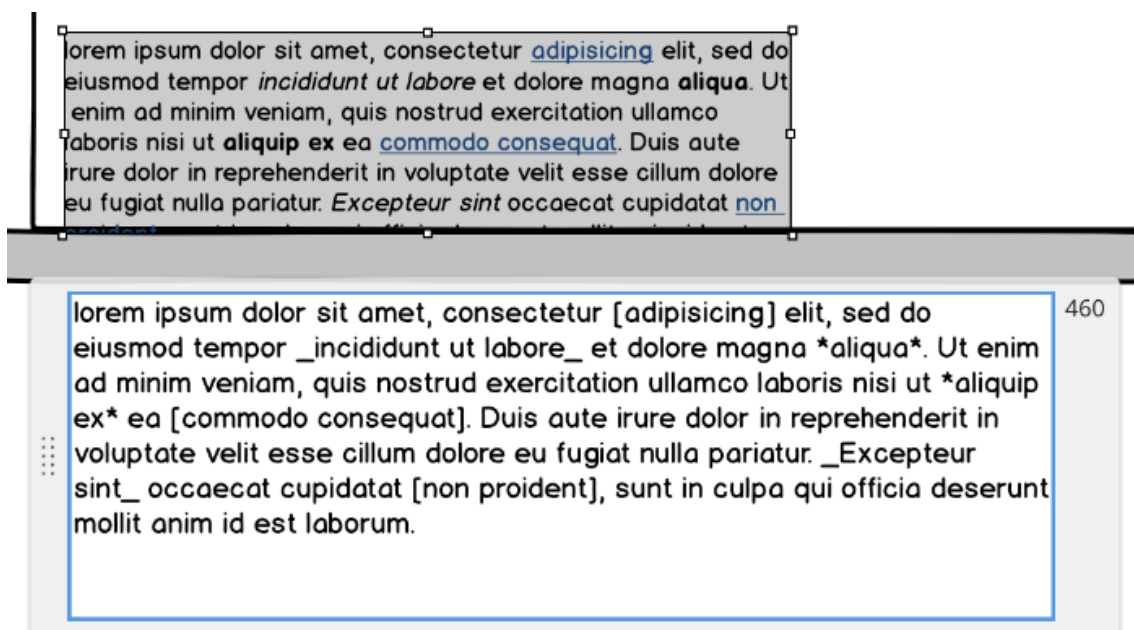 lorem ipsum dolor sit amet, consectetur adipisicing elit, sed do
eiusmod tempor incididunt ut labore et dolore magna aliqua. Ut
enim ad minim veniam, quis nostrud exercitation ullamco
laboris nisi ut aliquip ex ea commodo consequat. Duis aute
irure dolor in reprehenderit in voluptate velit esse cillum dolore
eu fugiat nulla pariatur. Excepteur sint occaecat cupidatat non
lorem ipsum dolor sit amet, consectetur [adipisicing] elit, sed do
eiusmod tempor _incididunt ut labore_ et dolore magna *aliqua*. Ut enim
ad minim veniam, quis nostrud exercitation ullamco laboris nisi ut *aliquip
ex* ea [commodo consequat]. Duis aute irure dolor in reprehenderit in
voluptate velit esse cillum dolore eu fugiat nulla pariatur. _Excepteur
sint_ occaecat cupidatat [non proident], sunt in culpa qui officia deserunt
mollit anim id est laborum.
460